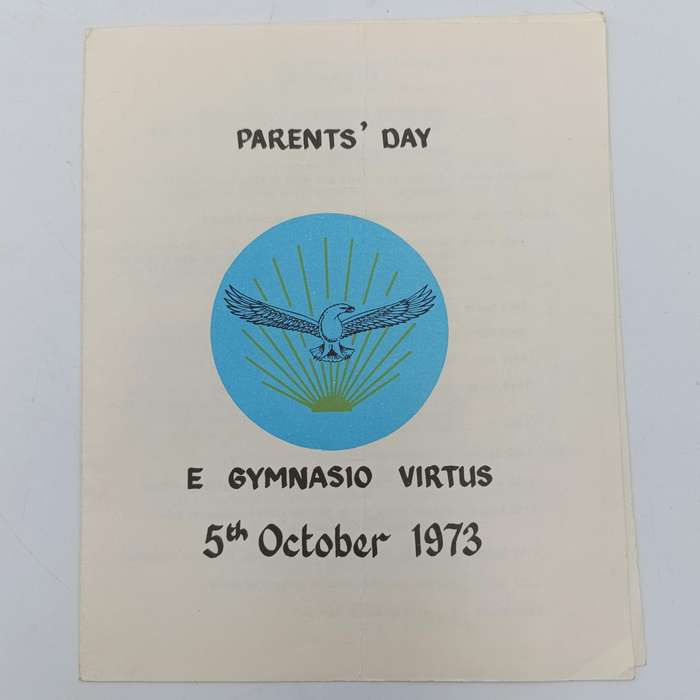 PARENTS' DAY
E GYMNASIO VIRTUS
5th October 1973